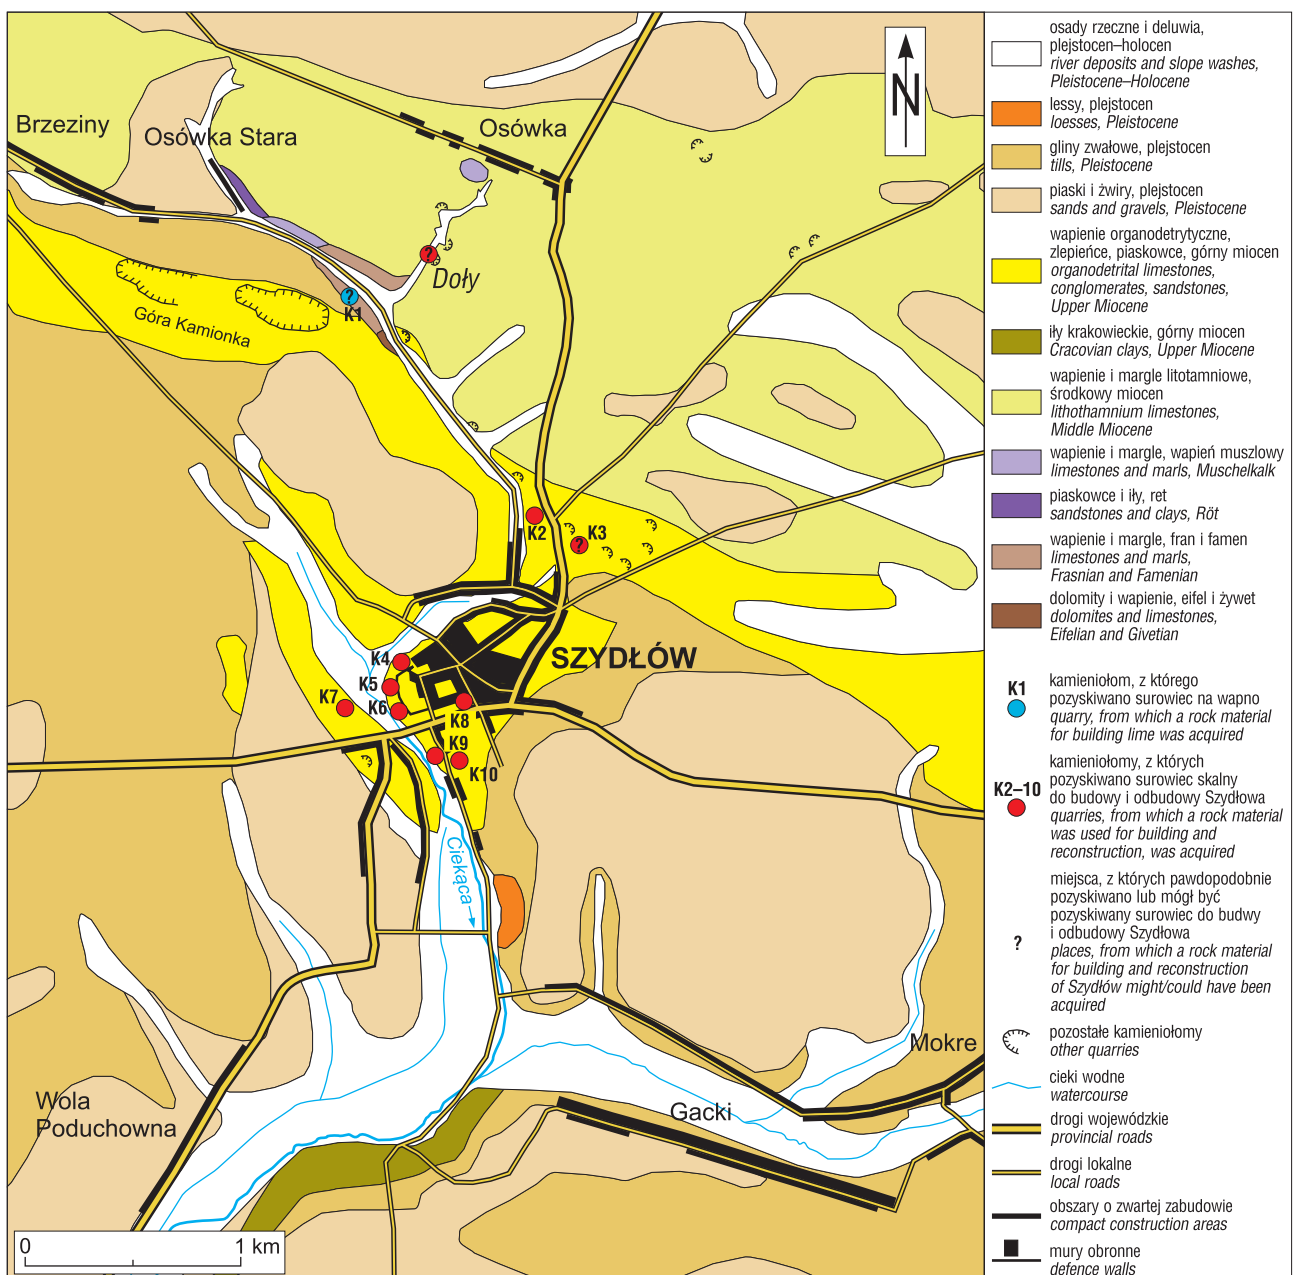 Brzeziny
Osówka Stara
Osówka
N
Doły
?
?
K1
Góra Kamionka
K2
?
K3
SZYDŁÓW
K4
K5
K6
K7
K8
K9
K10
Ciekąca
Mokre
Gacki
Wola
Poduchowna
0
1 km
osady rzeczne i deluwia,
plejstocen–holocen
river deposits and slope washes,
Pleistocene–Holocene
lessy, plejstocen
loesses, Pleistocene
gliny zwałowe, plejstocen
tills, Pleistocene
piaski i żwiry, plejstocen
sands and gravels, Pleistocene
wapienie organodetrytyczne,
zlepieńce, piaskowce, górny miocen
organodetrital limestones,
conglomerates, sandstones,
Upper Miocene
iły krakowieckie, górny miocen
Cracovian clays, Upper Miocene
wapienie i margle litotamniowe,
środkowy miocen
lithothamnium limestones,
Middle Miocene
wapienie i margle, wapień muszlowy
limestones and marls, Muschelkalk
piaskowce i iły, ret
sandstones and clays, Röt
wapienie i margle, fran i famen
limestones and marls,
Frasnian and Famenian
dolomity i wapienie, eifel i żywet
dolomites and limestones,
Eifelian and Givetian
K1
kamieniołom, z którego
pozyskiwano surowiec na wapno
quarry, from which a rock material
for building lime was acquired
K2–10
kamieniołomy, z których
pozyskiwano surowiec skalny
do budowy i odbudowy Szydłowa
quarries, from which a rock material
was used for building and
reconstruction, was acquired
?
miejsca, z których pawdopodobnie
pozyskiwano lub mógł być
pozyskiwany surowiec do budwy
i odbudowy Szydłowa
places, from which a rock material
for building and reconstruction
of Szydłów might/could have been
acquired
pozostałe kamieniołomy
other quarries
cieki wodne
watercourse
drogi wojewódzkie
provincial roads
drogi lokalne
local roads
obszary o zwartej zabudowie
compact construction areas
mury obronne
defence walls